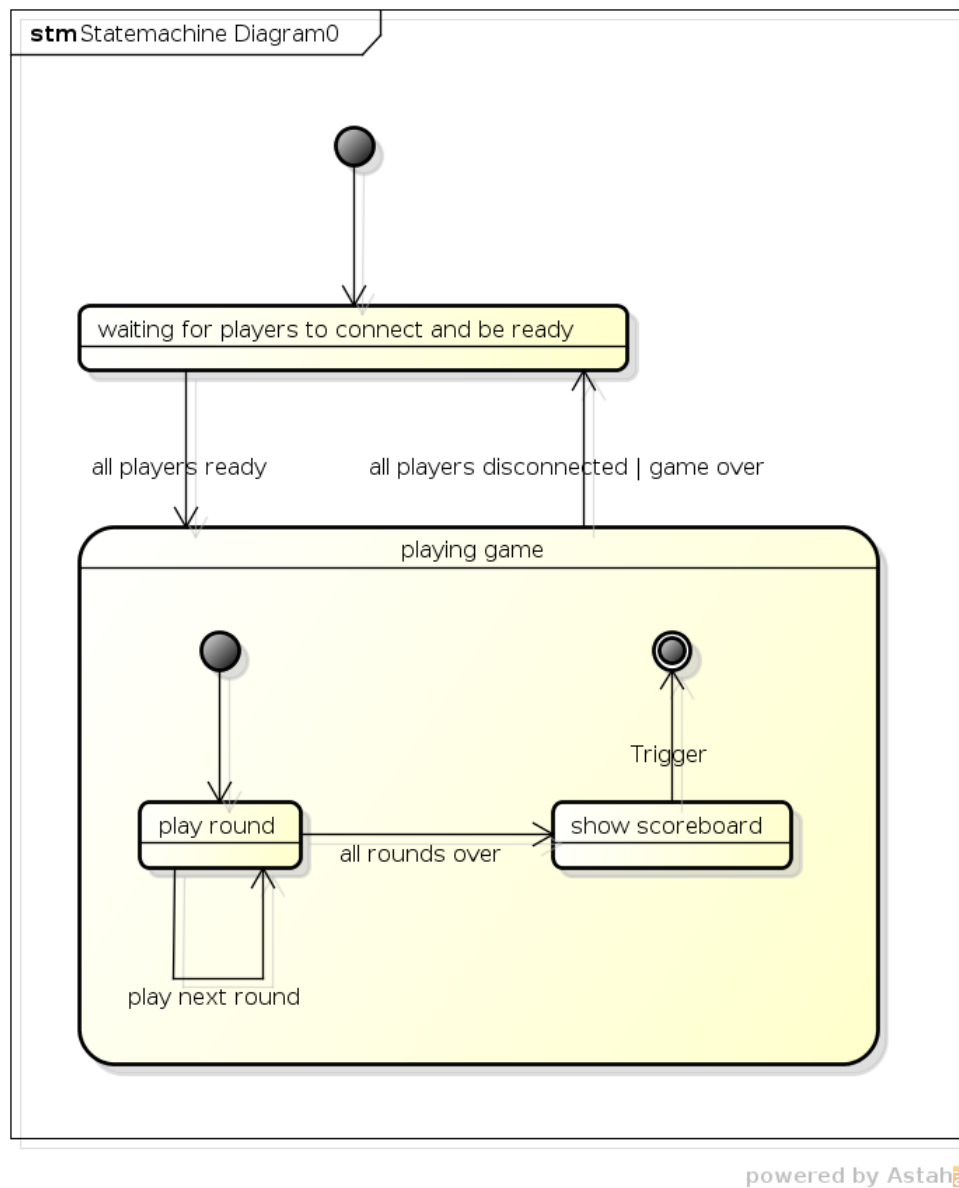 stm Statemachine Diagram0
waiting for players to connect and be ready
all players ready
all players disconnected | game over
playing game
Trigger
play round
show scoreboard
all rounds over
play next round
powered by Astah